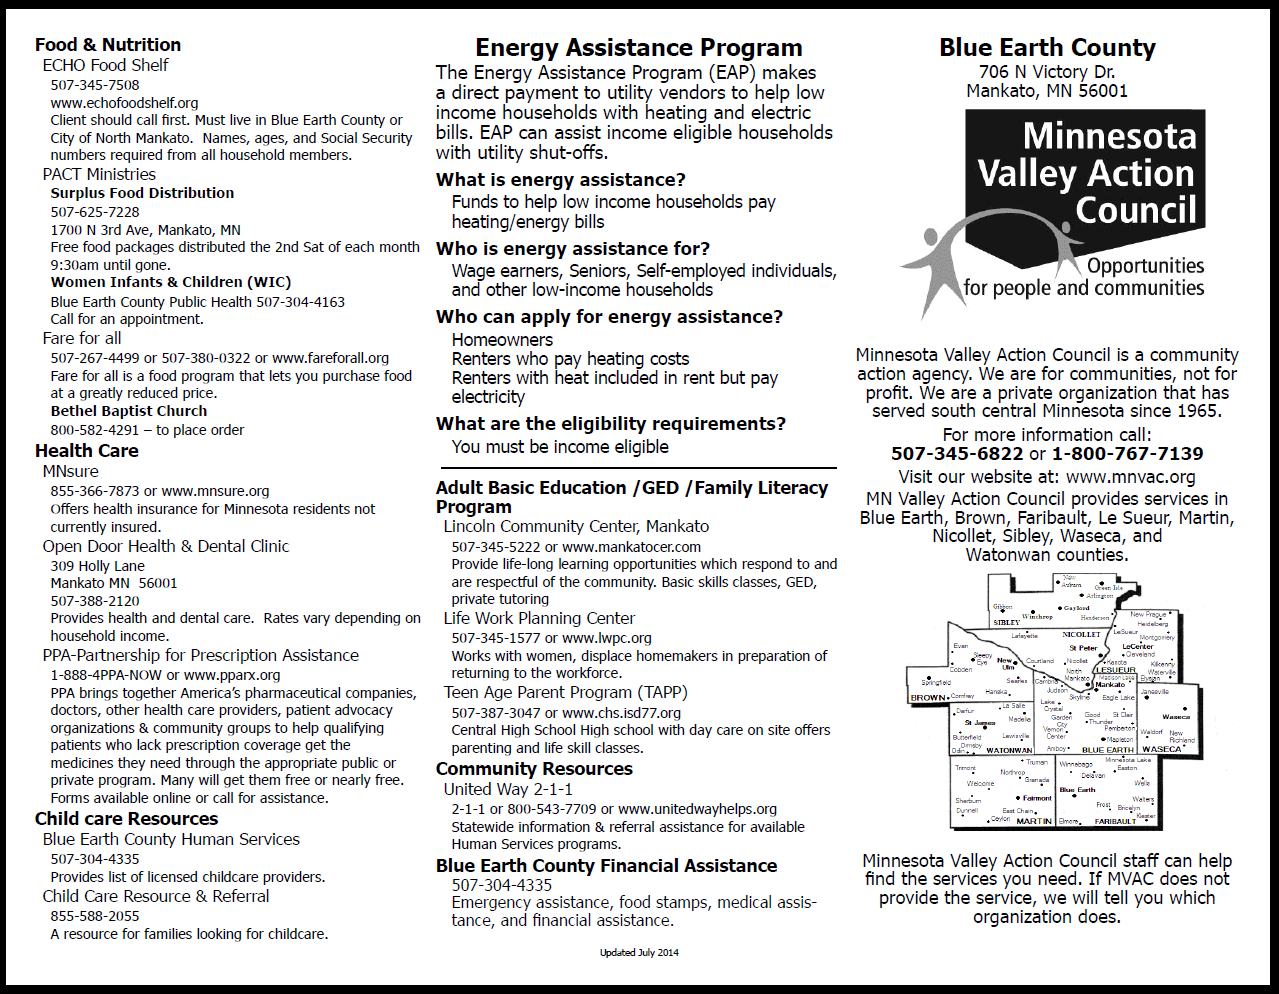 Food & Nutrition
ECHO Food Shelf
507-345-7508
www.echofoodshelf.org
Client should call first. Must live in Blue Earth County or
City of North Mankato. Names, ages, and Social Security
numbers required from all household members.
PACT Ministries
Surplus Food Distribution
507-625-7228
1700 N 3rd Ave, Mankato, MN
Free food packages distributed the 2nd Sat of each month
9:30am until gone.
Women Infants & Children (WIC)
Blue Earth County Public Health 507-304-4163
Call for an appointment.
Fare for all
507-267-4499 or 507-380-0322 or www.fareforall.org
Fare for all is a food program that lets you purchase food
at a greatly reduced price.
Bethel Baptist Church
800-582-4291 – to place order
Health Care
MNsure
855-366-7873 or www.mnsure.org
Offers health insurance for Minnesota residents not
currently insured.
Open Door Health & Dental Clinic
309 Holly Lane
Mankato MN 56001
507-388-2120
Provides health and dental care. Rates vary depending on
household income.
PPA-Partnership for Prescription Assistance
1-888-4PPA-NOW or www.pparx.org
PPA brings together America's pharmaceutical companies,
doctors, other health care providers, patient advocacy
organizations & community groups to help qualifying
patients who lack prescription coverage get the
medicines they need through the appropriate public or
private program. Many will get them free or nearly free.
Forms available online or call for assistance.
Child care Resources
Blue Earth County Human Services
507-304-4335
Provides list of licensed childcare providers.
Child Care Resource & Referral
855-588-2055
A resource for families looking for childcare.
Energy Assistance Program
The Energy Assistance Program (EAP) makes
a direct payment to utility vendors to help low
income households with heating and electric
bills. EAP can assist income eligible households
with utility shut-offs.
What is energy assistance?
Funds to help low income households pay
heating/energy bills
Who is energy assistance for?
Wage earners, Seniors, Self-employed individuals,
and other low-income households
Who can apply for energy assistance?
Homeowners
Renters who pay heating costs
Renters with heat included in rent but pay
electricity
What are the eligibility requirements?
You must be income eligible
Adult Basic Education /GED /Family Literacy
Program
Lincoln Community Center, Mankato
507-345-5222 or www.mankatocer.com
Provide life-long learning opportunities which respond to and
are respectful of the community. Basic skills classes, GED,
private tutoring
Life Work Planning Center
507-345-1577 or www.lwpc.org
Works with women, displace homemakers in preparation of
returning to the workforce.
Teen Age Parent Program (TAPP)
507-387-3047 or www.chs.isd77.org
Central High School High school with day care on site offers
parenting and life skill classes.
Community Resources
United Way 2-1-1
2-1-1 or 800-543-7709 or www.unitedwayhelps.org
Statewide information & referral assistance for available
Human Services programs.
Blue Earth County Financial Assistance
507-304-4335
Emergency assistance, food stamps, medical assis-
tance, and financial assistance.
Updated July 2014
Blue Earth County
706 N Victory Dr.
Mankato, MN 56001
Minnesota
Valley Action
Council
Opportunities
for people and communities
Minnesota Valley Action Council is a community
action agency. We are for communities, not for
profit. We are a private organization that has
served south central Minnesota since 1965.
For more information call:
507-345-6822 or 1-800-767-7139
Visit our website at: www.mnvac.org
MN Valley Action Council provides services in
Blue Earth, Brown, Faribault, Le Sueur, Martin,
Nicollet, Sibley, Waseca, and
Watonwan counties.
New
Auburn
Green Isle
Arlington
Gibbon
Winthrop
Gaylord
Henderson
SIBLEY
New Prague
Heidelberg
Lafayette
NICOLLET
LeSueur
Montgomery
Evan
St Peter
LeCenter
Cleveland
Sleepy
Eye
New
Ulm
Courtland
Nicollet
Kasota
Kilkenny
Cobden
North
Mankato
LESUEUR
Waterville
Springfield
Searles
Cambria
Madison Lake
Elysian
Judson
Mankato
Janesville
BROWN
Comfrey
Hanska
Skyline
Eagle Lake
Darfur
La Salle
Lake
Crystal
Waseca
St James
Madelia
Garden
City
Good
Thunder
St Clair
Vernon
Center
Pemberton
Butterfield
Lewisville
Waldorf
New
Richland
Ormsby
Odin
WATONWAN
Amboy
Mapleton
BLUE EARTH
WASECA
Trimont
Truman
Winnebago
Minnesota Lake
Northrop
Easton
Welcome
Granada
Delavan
Wells
Sherburn
Fairmont
Blue Earth
Walters
Dunnell
East Chain
Frost
Bricelyn
Ceylon
MARTIN
Elmore
FARIBAULT
Kiester
Minnesota Valley Action Council staff can help
find the services you need. If MVAC does not
provide the service, we will tell you which
organization does.